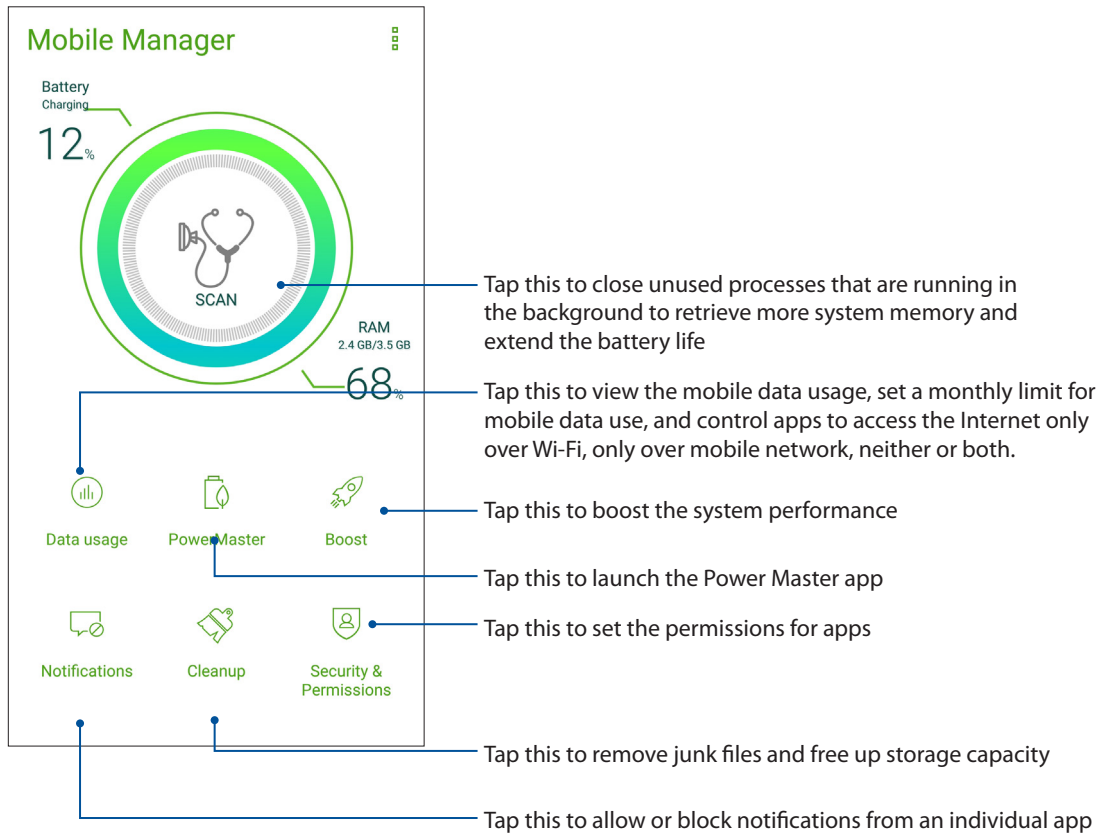 Mobile Manager
Battery
Charging
12%
SCAN
RAM
2.4 GB/3.5 GB
68%
Tap this to close unused processes that are running in
the background to retrieve more system memory and
extend the battery life
Tap this to view the mobile data usage, set a monthly limit for
mobile data use, and control apps to access the Internet only
over Wi-Fi, only over mobile network, neither or both.
Data usage
PowerMaster
Boost
Tap this to boost the system performance
Tap this to launch the Power Master app
Tap this to set the permissions for apps
Notifications
Cleanup
Security &
Permissions
Tap this to remove junk files and free up storage capacity
Tap this to allow or block notifications from an individual app